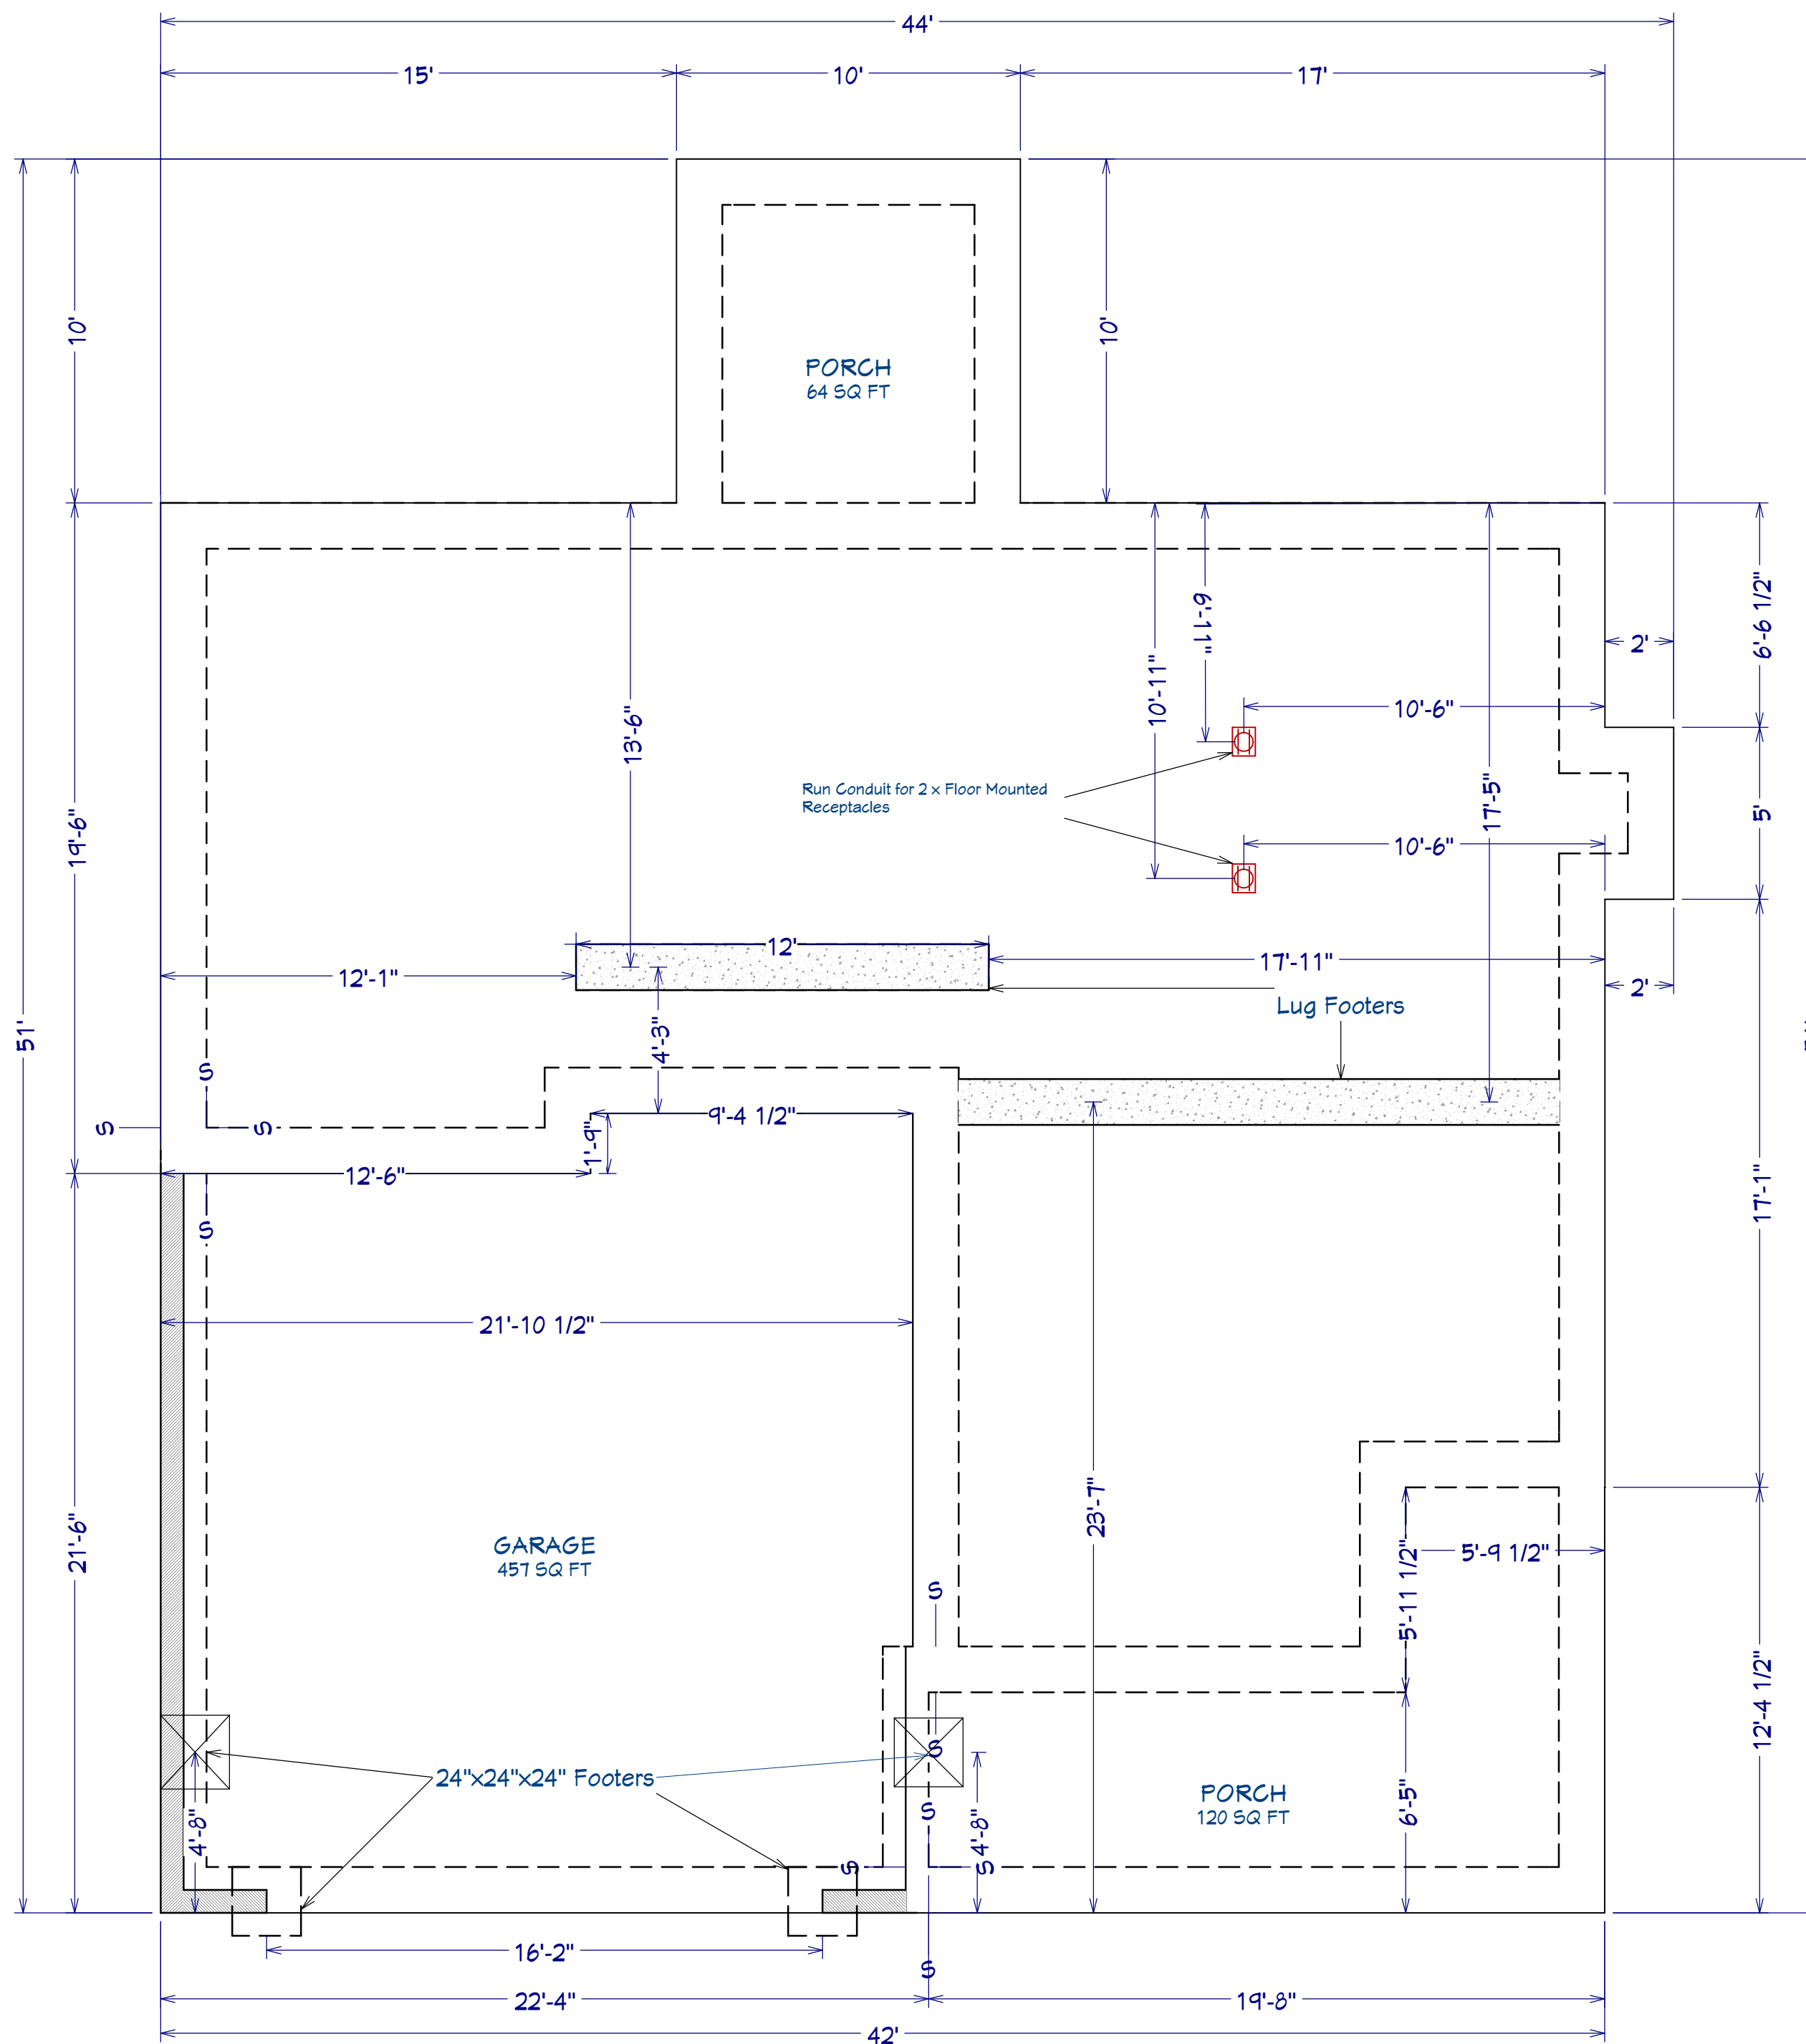 44'
15'
10'
17'
10'
10'
PORCH
64 SQ FT
51'
19'-6"
13'-6"
10'-11"
6'-11"
17'-5"
6'-6 1/2"
2'
10'-6"
Run Conduit for 2 x Floor Mounted
Receptacles
5'
10'-6"
12'
12'-1"
17'-11"
2'
Lug Footers
4'-3"
S
S
S
9'-4 1/2"
1'-9"
12'-6"
17'-1"
S
21'-10 1/2"
21'-6"
23'-7"
GARAGE
457 SQ FT
5'-11 1/2"
5'-9 1/2"
S
12'-4 1/2"
S
24"x24"x24" Footers
PORCH
120 SQ FT
6'-5"
S
4'-8"
4'-8"
S
S
16'-2"
S
22'-4"
19'-8"
42'